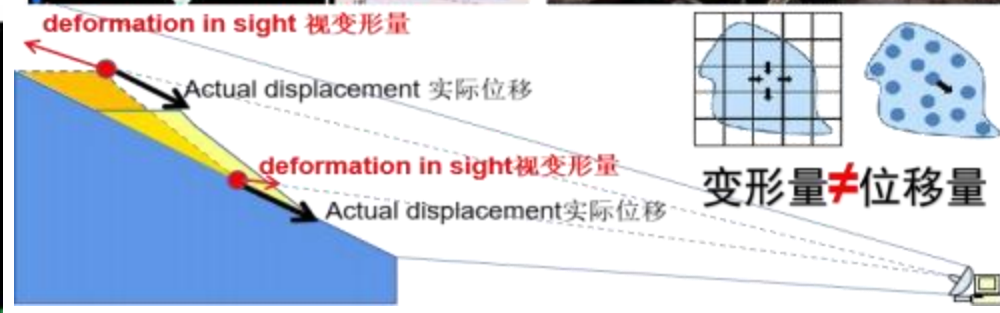 deformation in sight 视变形量
Actual displacement 实际位移
deformation in sight视变形量
Actual displacement实际位移
变形量≠位移量